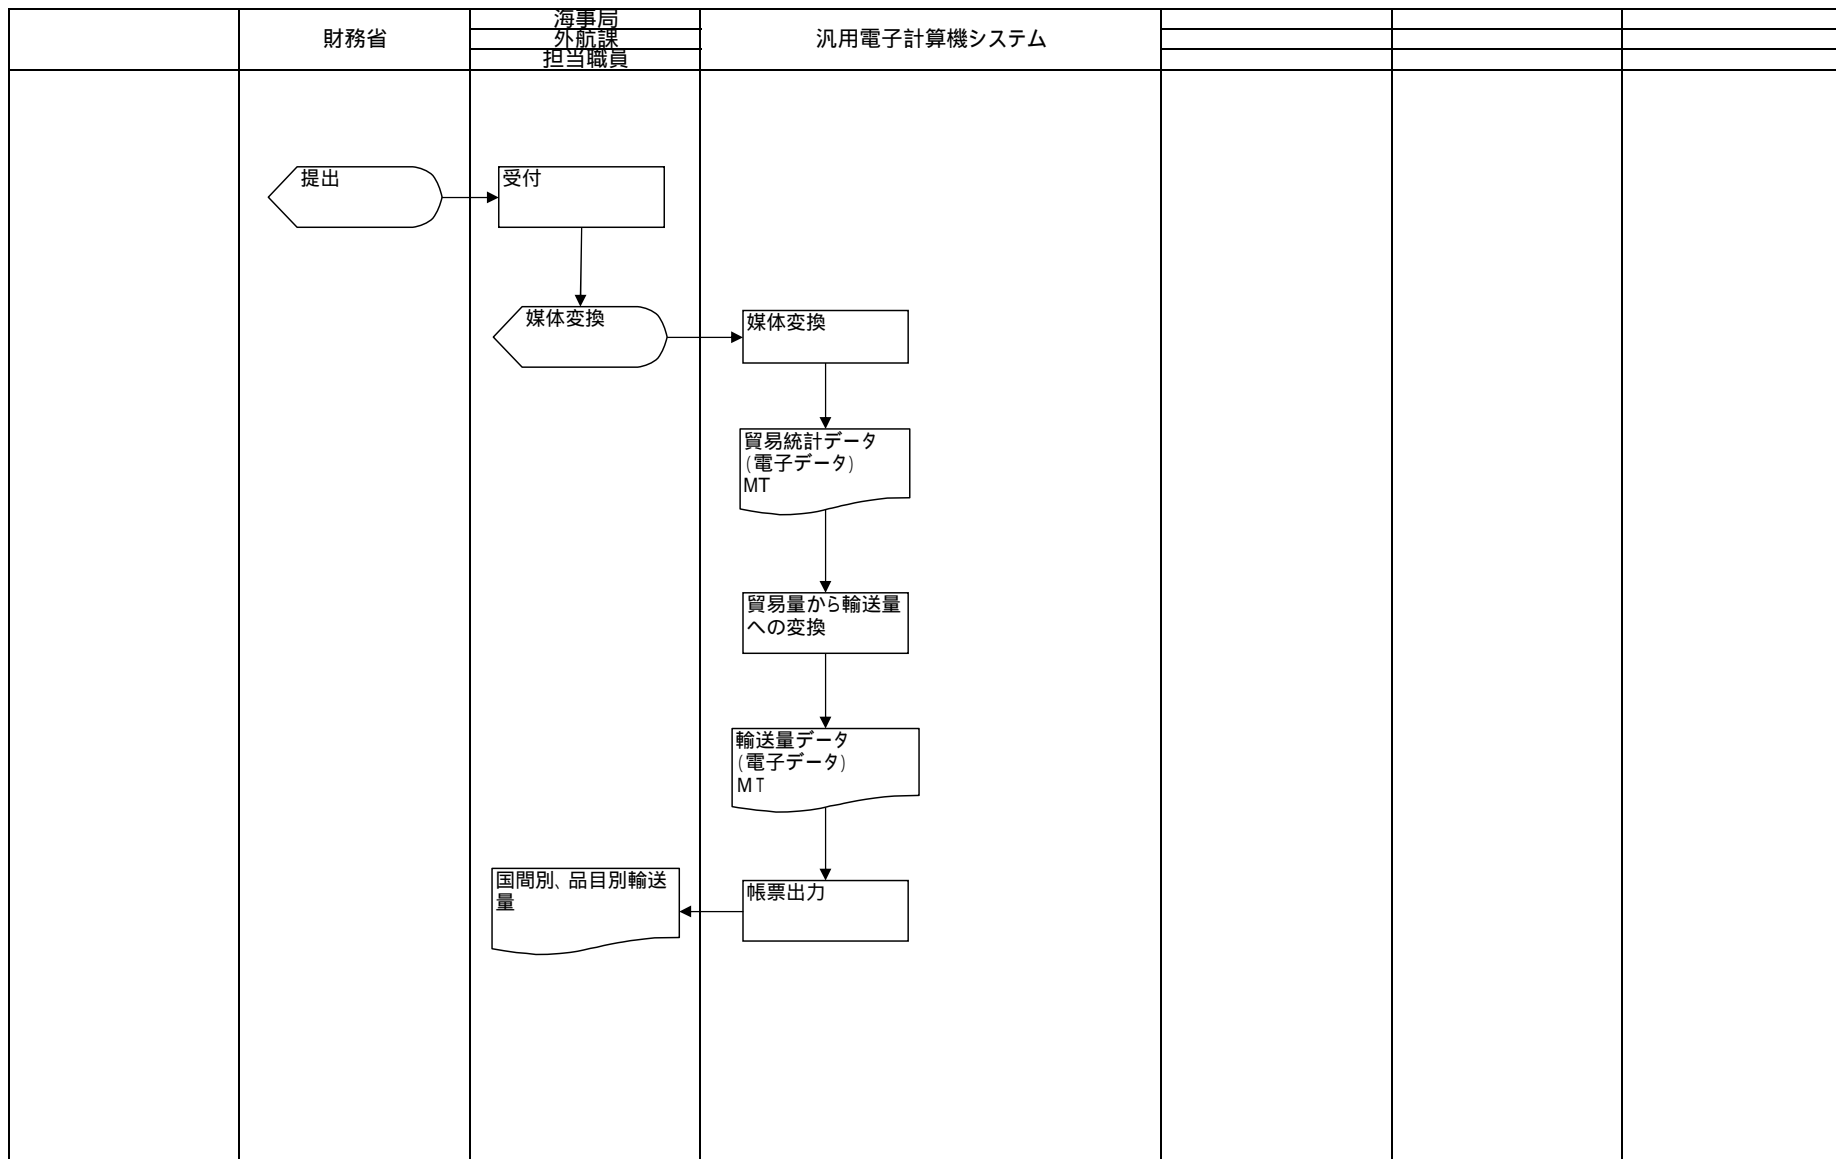 財務省
海事局
外航課
担当職員
汎用電子計算機システム
提出
受付
媒体変換
媒体変換
貿易統計データ
(電子データ)
MT
貿易量から輸送量
への変換
輸送量データ
(電子データ)
MT
国間別、品目別輸送
量
帳票出力